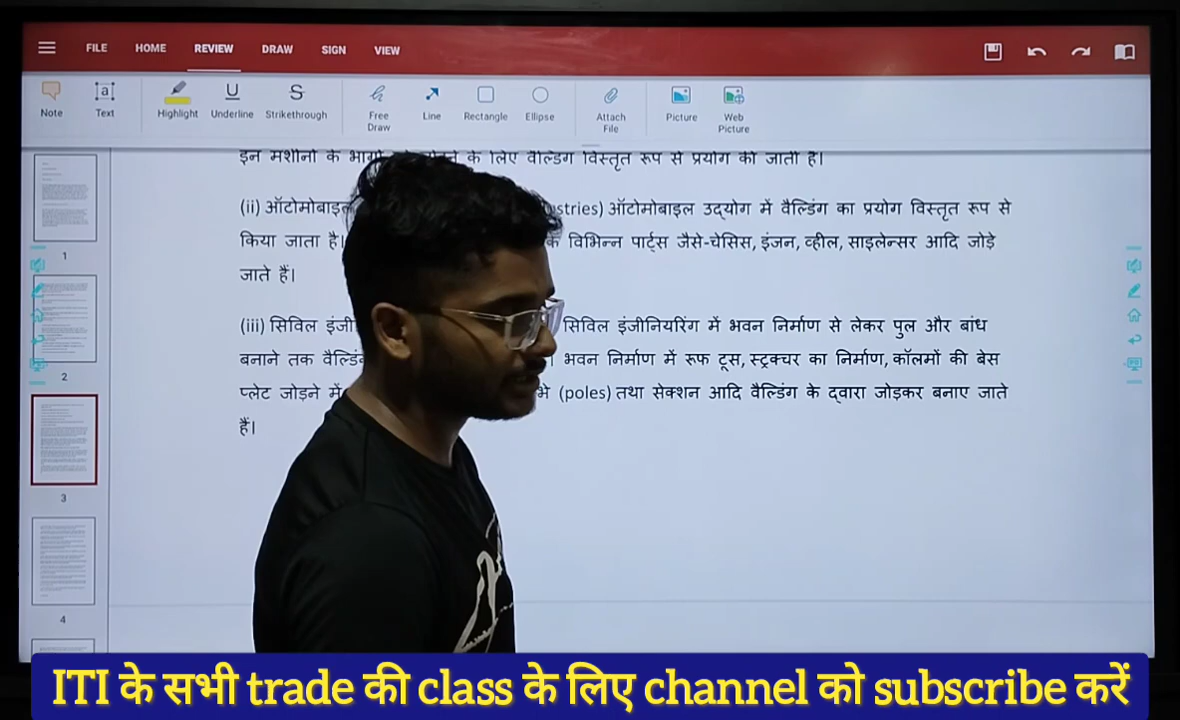 FILE HOME REVIEW DRAW SIGN VIEW
Note Text Highlight Underline Strikethrough Free Draw Line Rectangle Ellipse Attach File Picture Web Picture
इन मशीनों के भागों के लिए वैल्डिंग विस्तृत रूप से प्रयोग की जाती है।
(ii) ऑटोमोबाइल stries) ऑटोमोबाइल उद्योग में वैल्डिंग का प्रयोग विस्तृत रूप से
किया जाता है। के विभिन्न पार्ट्स जैसे-चेसिस, इंजन, व्हील, साइलेन्सर आदि जोड़े
जाते हैं।
(iii) सिविल इंजी सिविल इंजीनियरिंग में भवन निर्माण से लेकर पुल और बांध
बनाने तक वैल्डिं । भवन निर्माण में रूफ ट्रूस, स्ट्रक्चर का निर्माण, कॉलमों की बेस
प्लेट जोड़ने में भे (poles) तथा सेक्शन आदि वैल्डिंग के द्वारा जोड़कर बनाए जाते
हैं।
1
2
3
4
ITI के सभी trade की class के लिए channel को subscribe करें